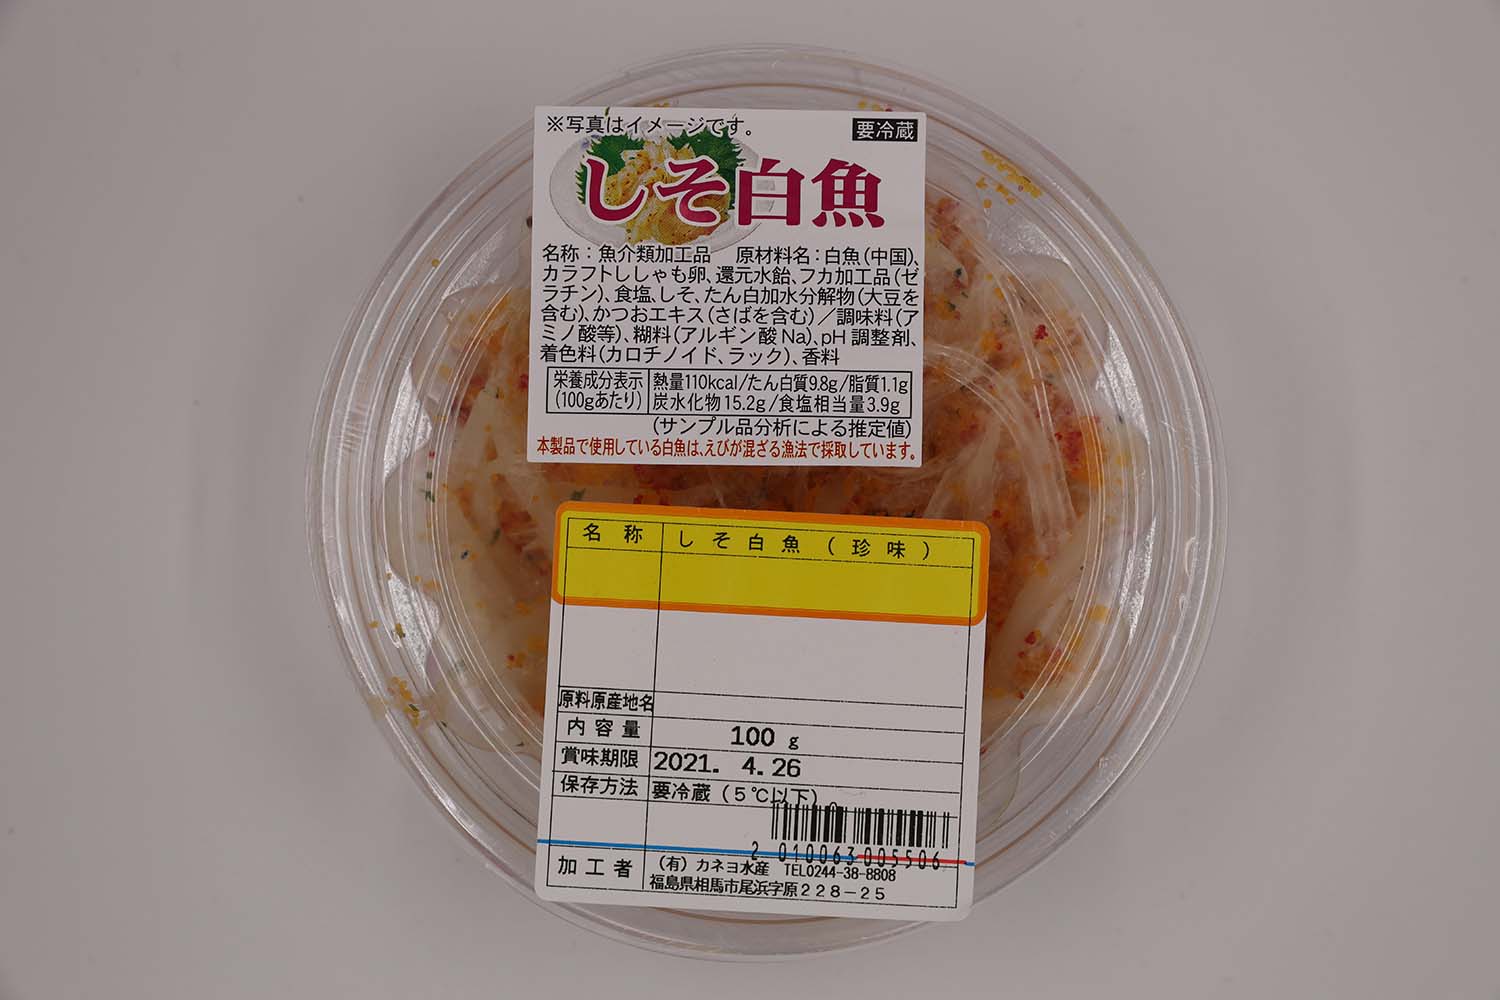 ※写真はイメージです。
要冷蔵
しそ白魚
名称：魚介類加工品　原材料名：白魚（中国）、
カラフトししゃも卵、還元水飴、フカ加工品（ゼ
ラチン）、食塩、しそ、たん白加水分解物（大豆を
含む）、かつおエキス（さばを含む）／調味料（ア
ミノ酸等）、糊料（アルギン酸Na）、pH調整剤、
着色料（カロチノイド、ラック）、香料
栄養成分表示
（100gあたり）
熱量110kcal/たん白質9.8g/脂質1.1g
炭水化物15.2g/食塩相当量3.9g
（サンプル品分析による推定値）
本製品で使用している白魚は、えびが混ざる漁法で採取しています。
名称 しそ白魚（珍味）
原料原産地名
内容量 100 g
賞味期限 2021. 4.26
保存方法 要冷蔵（5℃以下）
2 010063 005506
加工者 （有）カネヨ水産 TEL0244-38-8808
福島県相馬市尾浜字原228－25